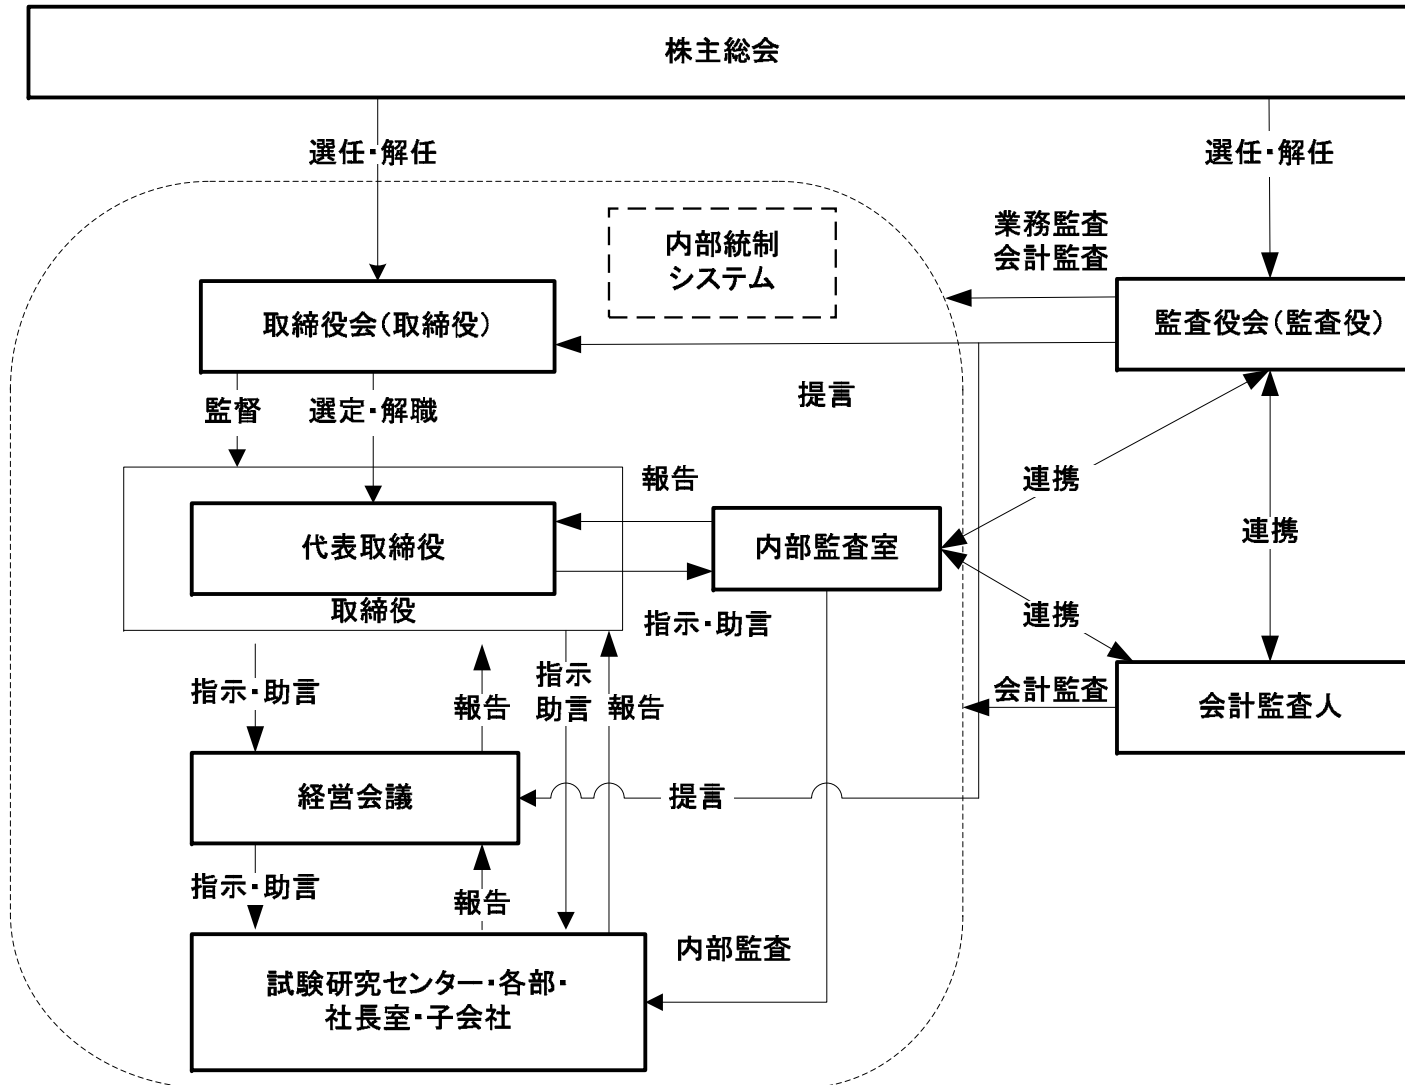 株主総会
選任・解任
選任・解任
業務監査
会計監査
内部統制
システム
取締役会(取締役)
監査役会(監査役)
提言
監督
選定・解職
報告
連携
代表取締役
内部監査室
連携
取締役
指示・助言
連携
指示・助言
報告
指示
助言
報告
会計監査
会計監査人
経営会議
提言
指示・助言
報告
内部監査
試験研究センター・各部・
社長室・子会社